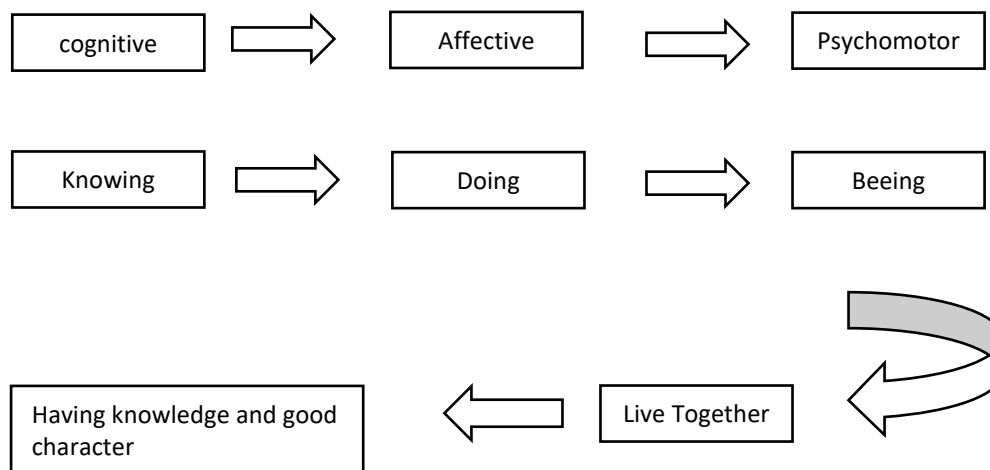 cognitive
Affective
Psychomotor
Knowing
Doing
Beeing
Having knowledge and good
character
Live Together